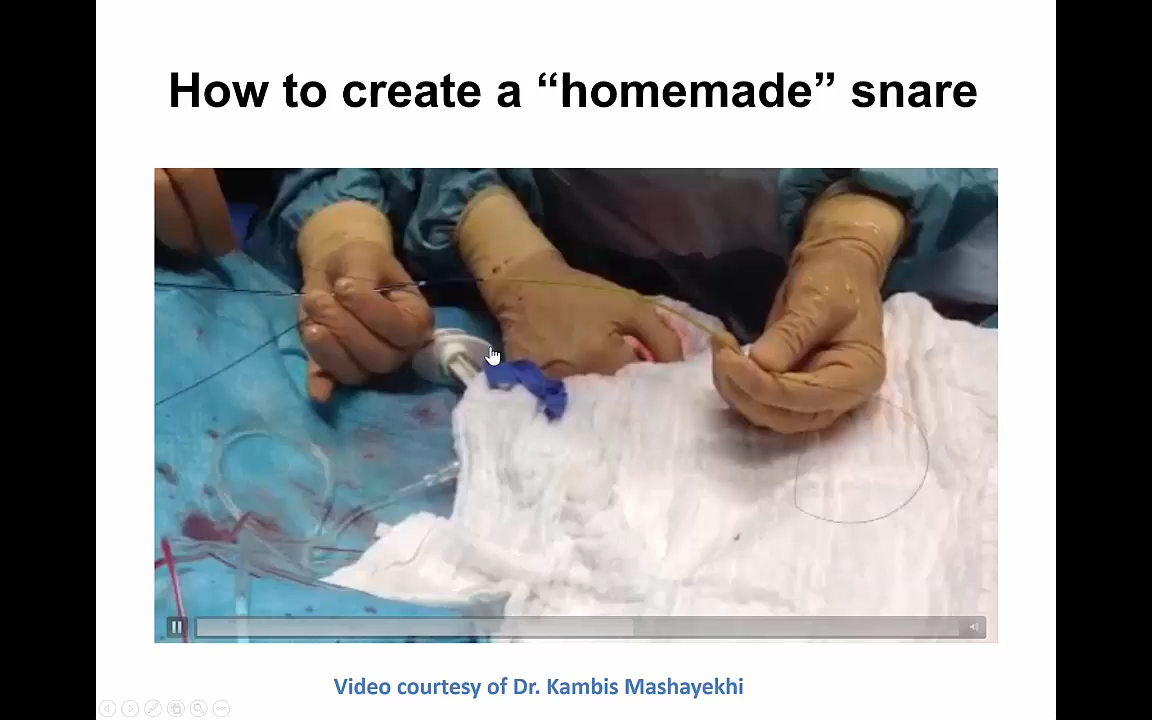 How to create a “homemade” snare
Video courtesy of Dr. Kambis Mashayekhi